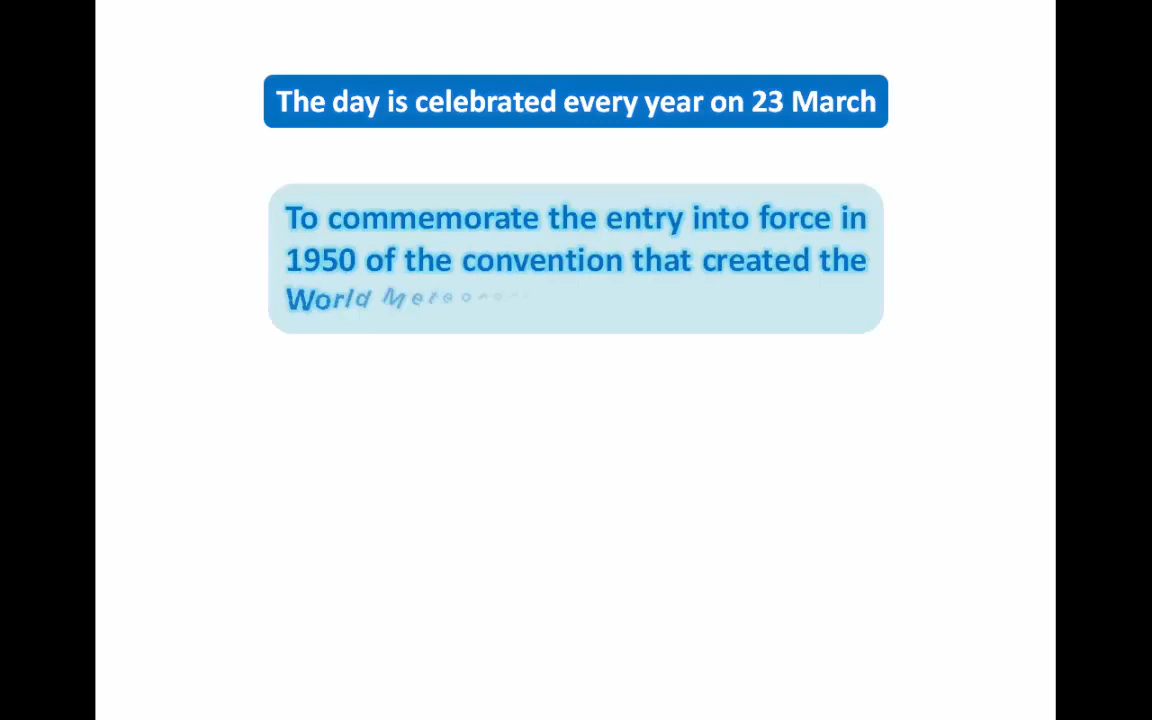 The day is celebrated every year on 23 March
To commemorate the entry into force in
1950 of the convention that created the
World